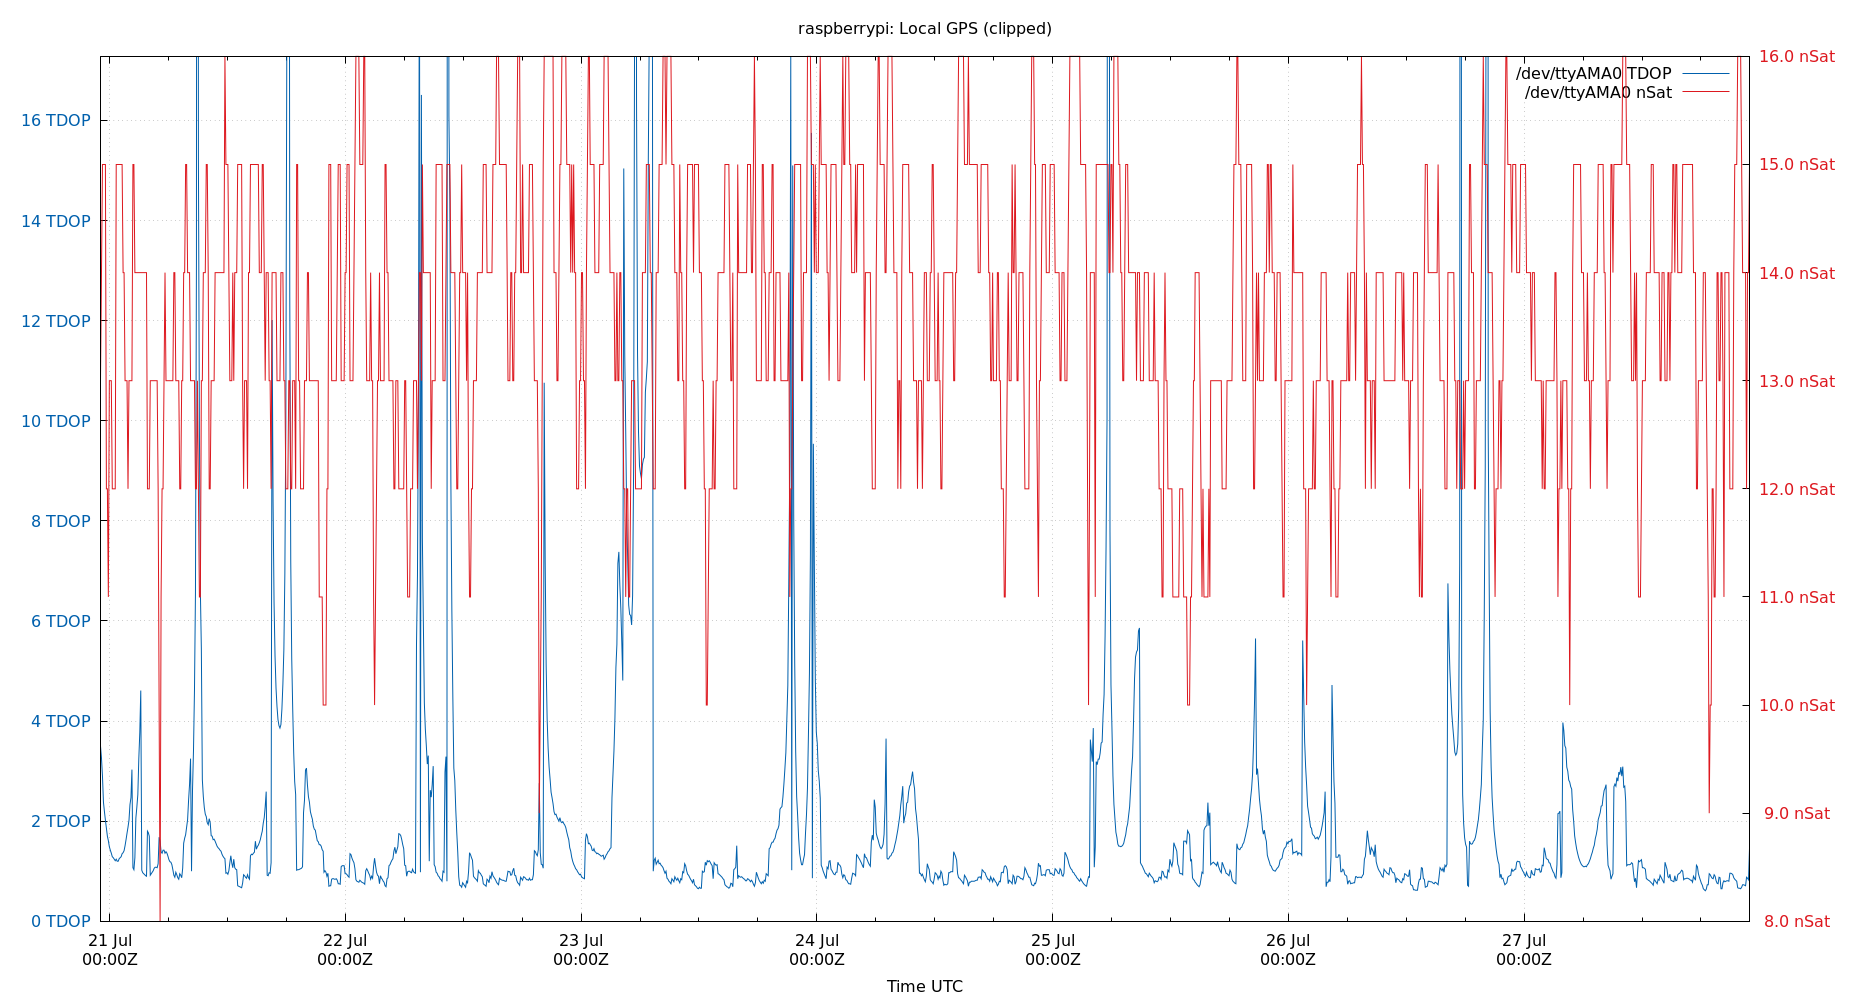 raspberrypi: Local GPS (clipped)
/dev/ttyAMA0 TDOP
/dev/ttyAMA0 nSat
16 TDOP
14 TDOP
12 TDOP
10 TDOP
8 TDOP
6 TDOP
4 TDOP
2 TDOP
0 TDOP
16.0 nSat
15.0 nSat
14.0 nSat
13.0 nSat
12.0 nSat
11.0 nSat
10.0 nSat
9.0 nSat
8.0 nSat
21 Jul
00:00Z
22 Jul
00:00Z
23 Jul
00:00Z
24 Jul
00:00Z
25 Jul
00:00Z
26 Jul
00:00Z
27 Jul
00:00Z
Time UTC